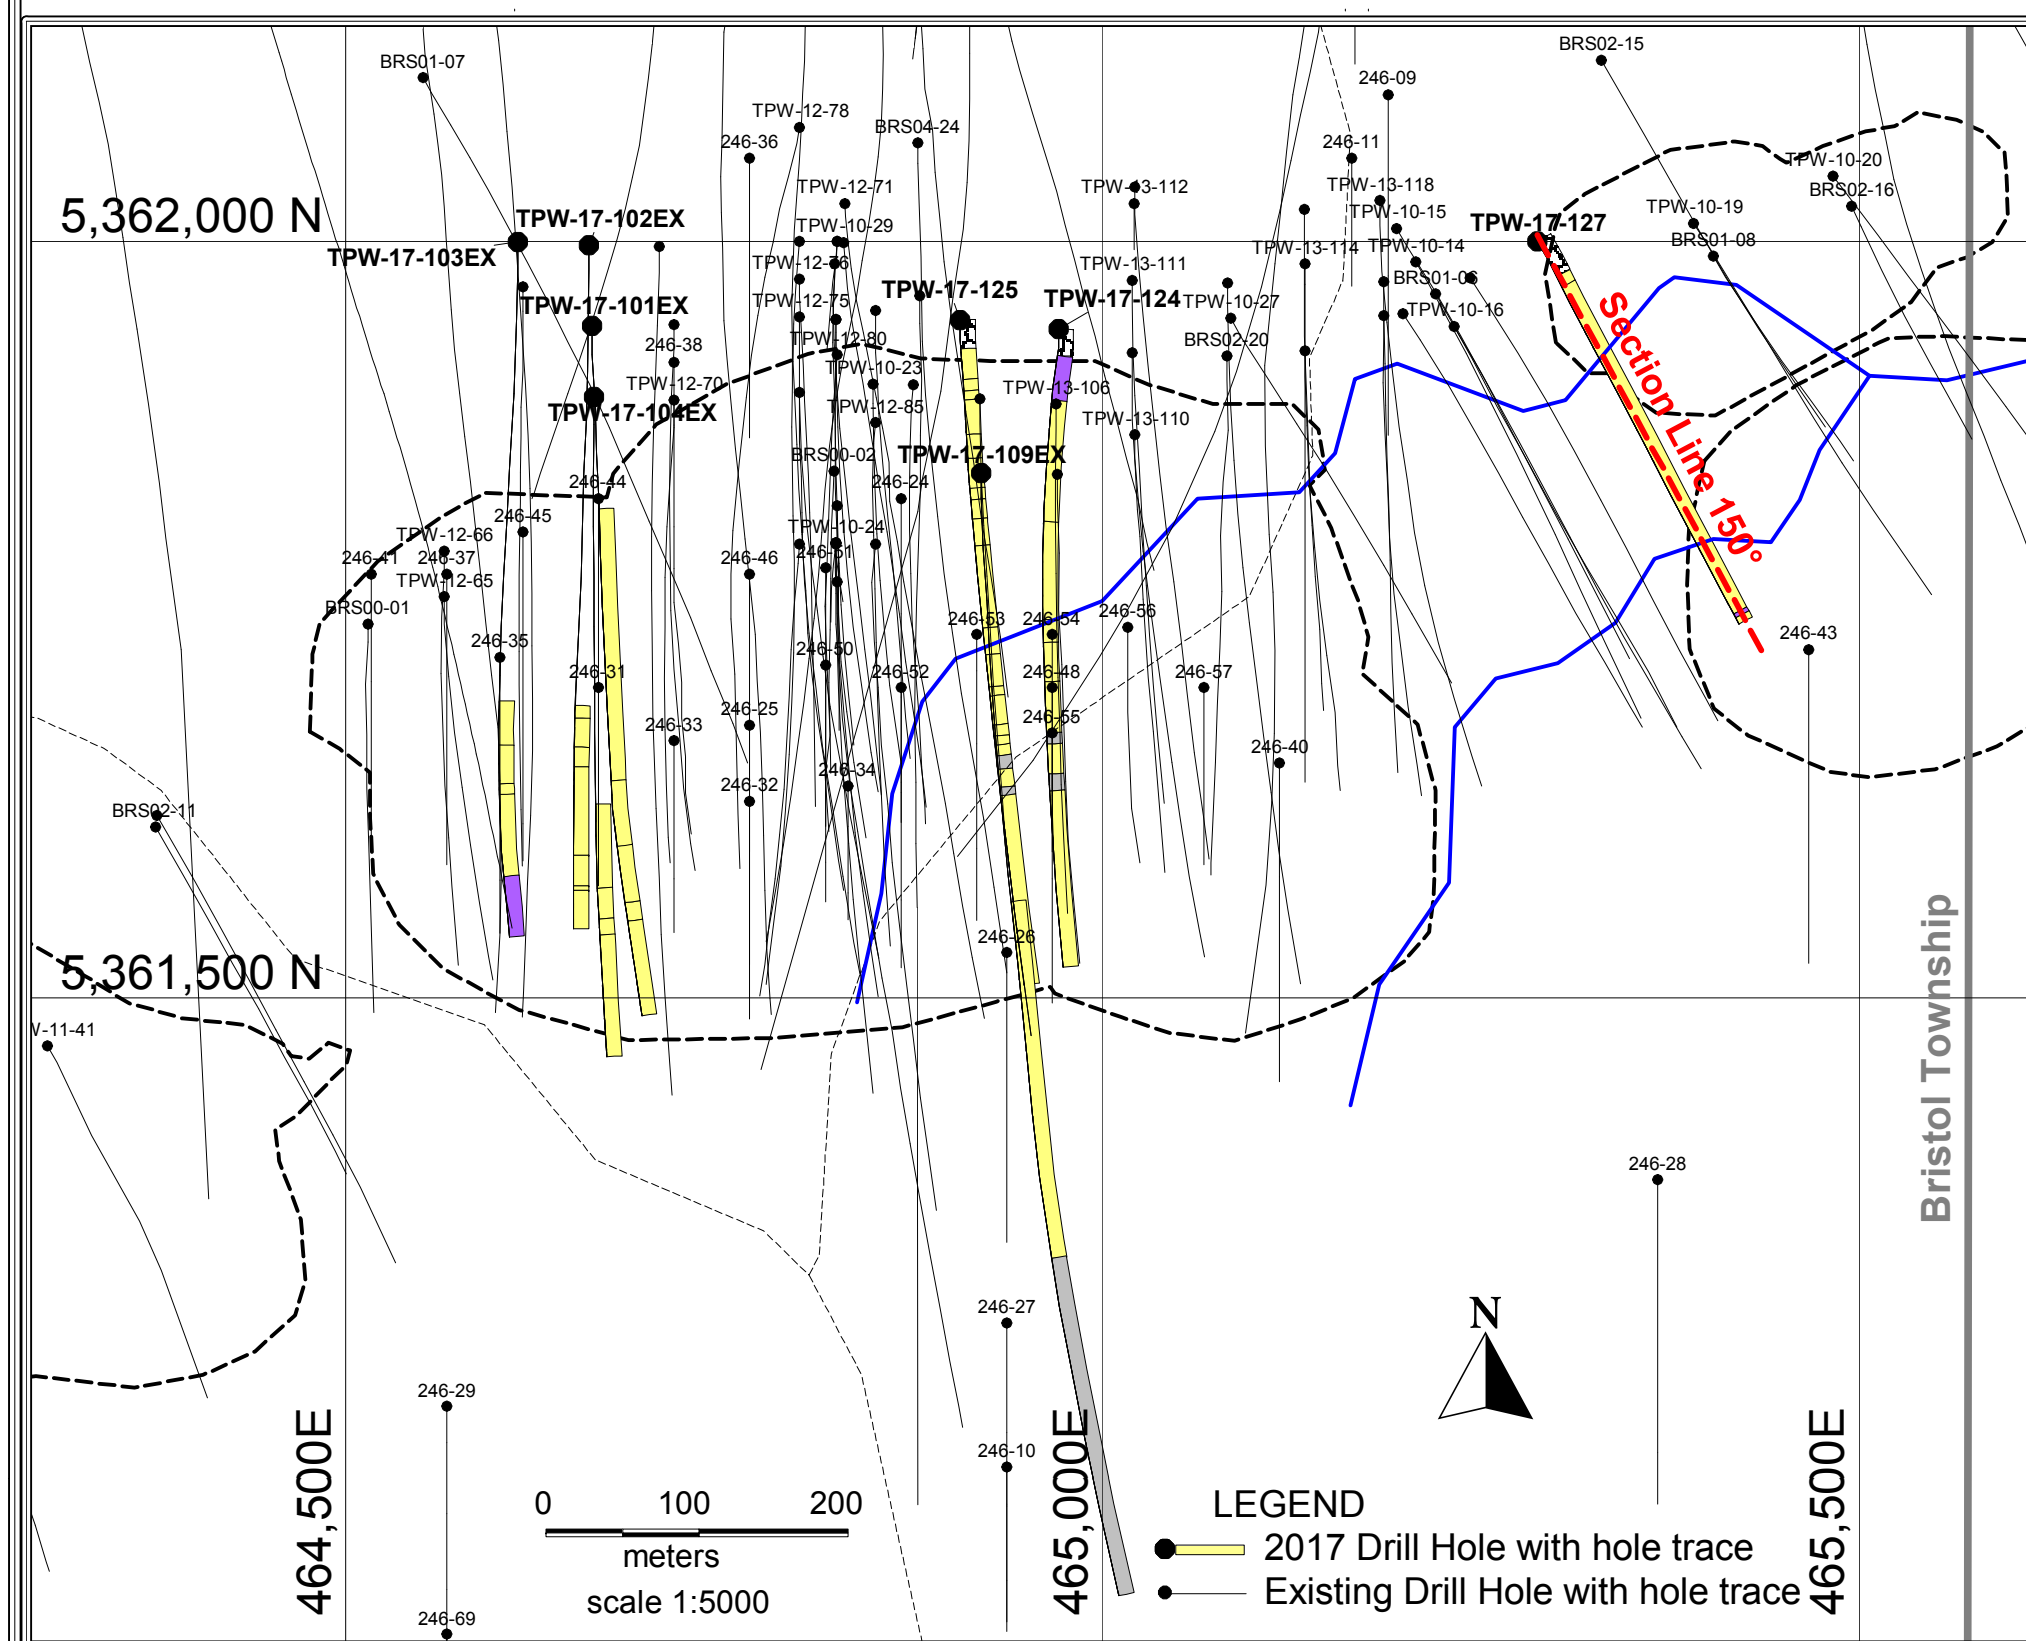 BRS02-15
BRS01-07
246-09
TPW-12-78
BRS04-24
246-36
246-11
TPW-10-20
TPW-12-71
TPW-13-112
TPW-13-118
BRS02-16
5,362,000 N
TPW-17-102EX
TPW-10-29
TPW-10-15
TPW-17-127
TPW-10-19
TPW-17-103EX
TPW-12-76
TPW-13-111
TPW-13-114
TPW-10-14
BRS01-08
BRS01-06
TPW-17-101EX
TPW-12-75
TPW-17-125
TPW-17-124
TPW-10-27
TPW-10-16
246-38
TPW-12-80
BRS02-20
TPW-12-70
TPW-10-23
TPW-13-106
Section Line 150°
TPW-17-104EX
TPW-12-85
TPW-13-110
BRS00-02
TPW-17-109EX
246-44
246-24
246-45
TPW-12-66
TPW-10-24
246-41
246-37
246-46
246-51
TPW-12-65
BRS00-01
246-53
246-54
246-56
246-43
246-35
246-50
246-31
246-52
246-48
246-57
246-33
246-25
246-55
246-40
246-32
246-34
BRS02-11
246-26
5,361,500 N
W-11-41
Bristol Township
246-28
246-27
N
246-29
246-10
464,500E
465,000E
465,500E
0 100 200
meters
scale 1:5000
LEGEND
2017 Drill Hole with hole trace
Existing Drill Hole with hole trace
246-69